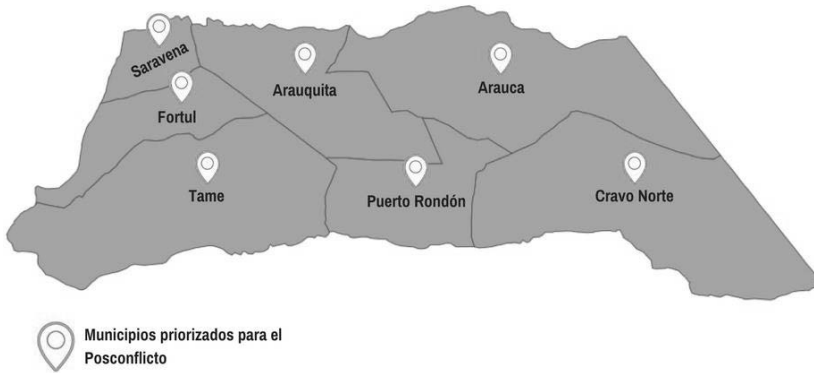 Saravena
Arauquita
Arauca
Fortul
Tame
Puerto Rondón
Cravo Norte
Municipios priorizados para el
Posconflicto